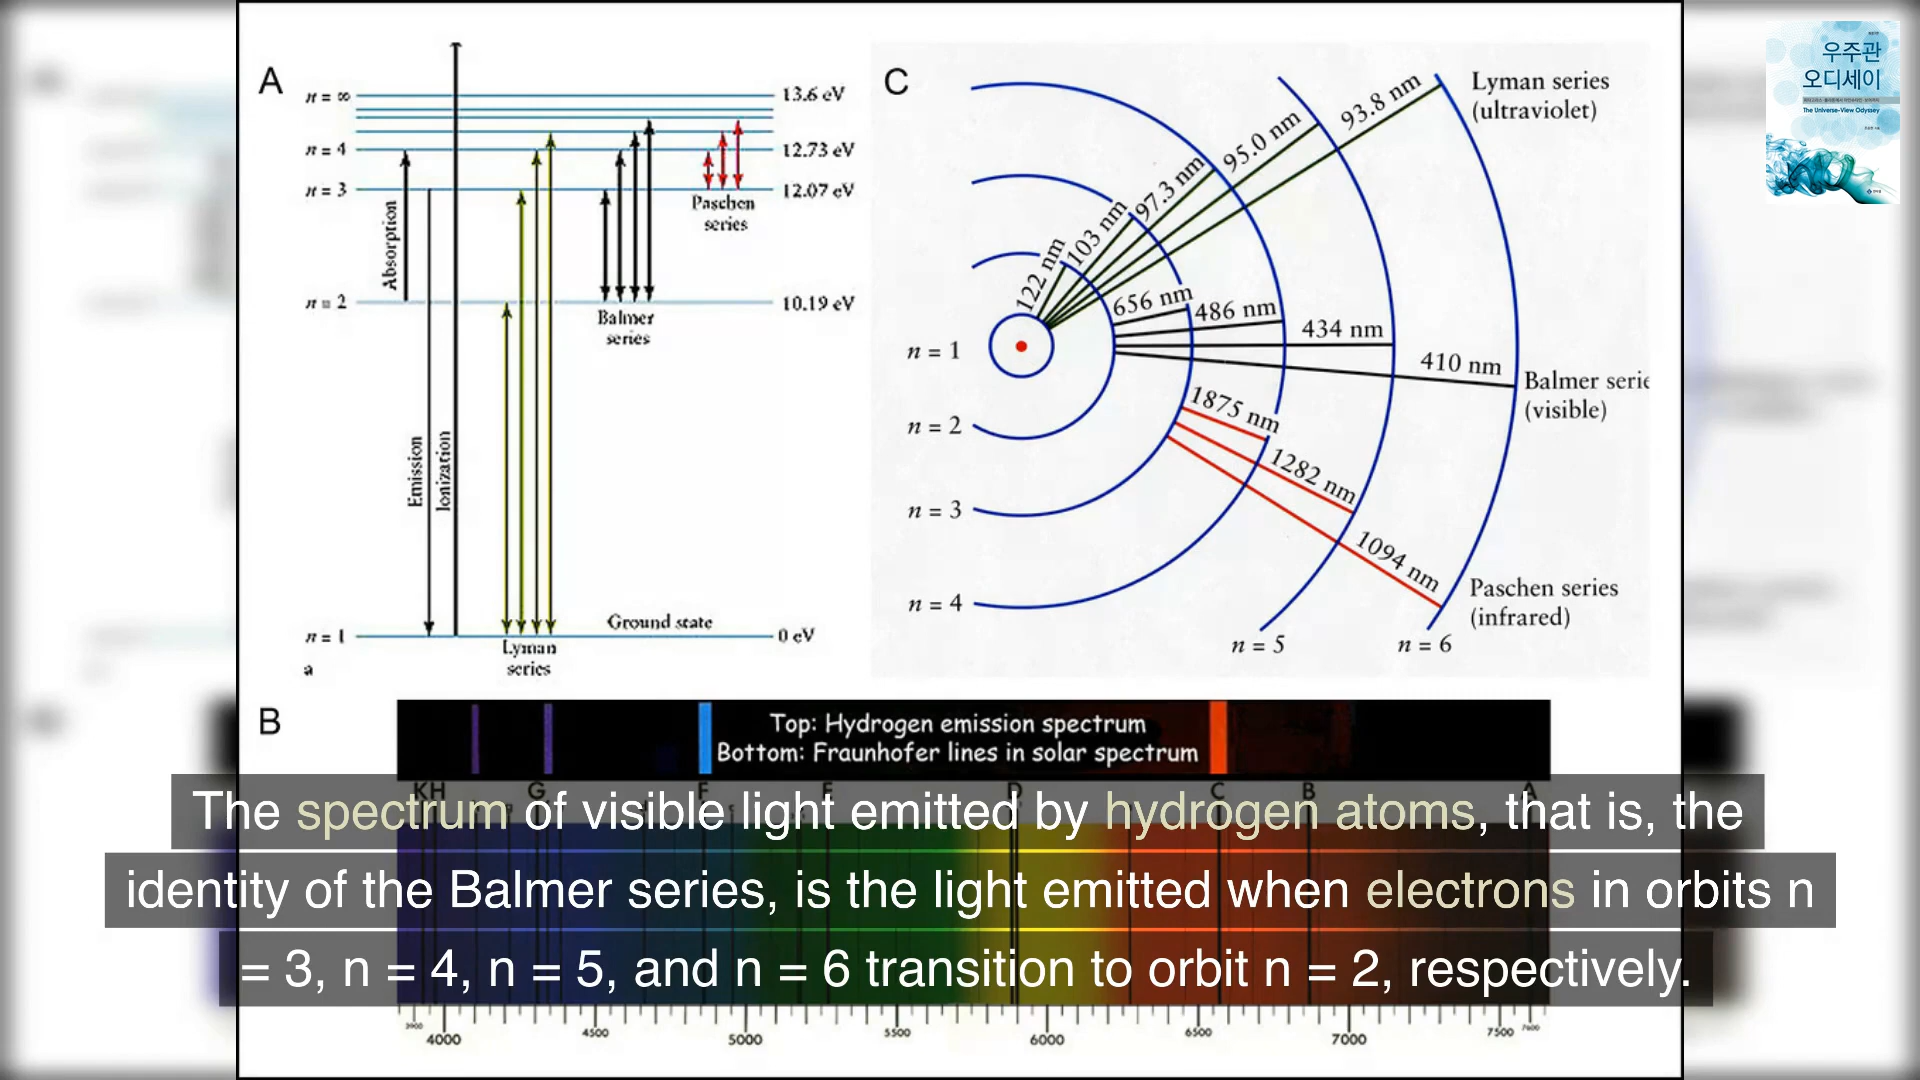 A
n = ∞
13.6 eV
n = 4
12.73 eV
n = 3
12.07 eV
Absorption
Paschen
series
n = 2
10.19 eV
Balmer
series
Emission
Ionization
Ground state
n = 1
0 eV
Lyman
series
a
C
Lyman series
(ultraviolet)
93.8 nm
95.0 nm
97.3 nm
103 nm
122 nm
656 nm
486 nm
434 nm
410 nm
Balmer serie
(visible)
1875 nm
1282 nm
1094 nm
Paschen series
(infrared)
n = 1
n = 2
n = 3
n = 4
n = 5
n = 6
우주관
오디세이
The Universe-View Odyssey
B
Top: Hydrogen emission spectrum
Bottom: Fraunhofer lines in solar spectrum
KH G F E D C B A
The spectrum of visible light emitted by hydrogen atoms, that is, the
identity of the Balmer series, is the light emitted when electrons in orbits n
= 3, n = 4, n = 5, and n = 6 transition to orbit n = 2, respectively.
3900 4000 4500 5000 5500 6000 6500 7000 7500 7600